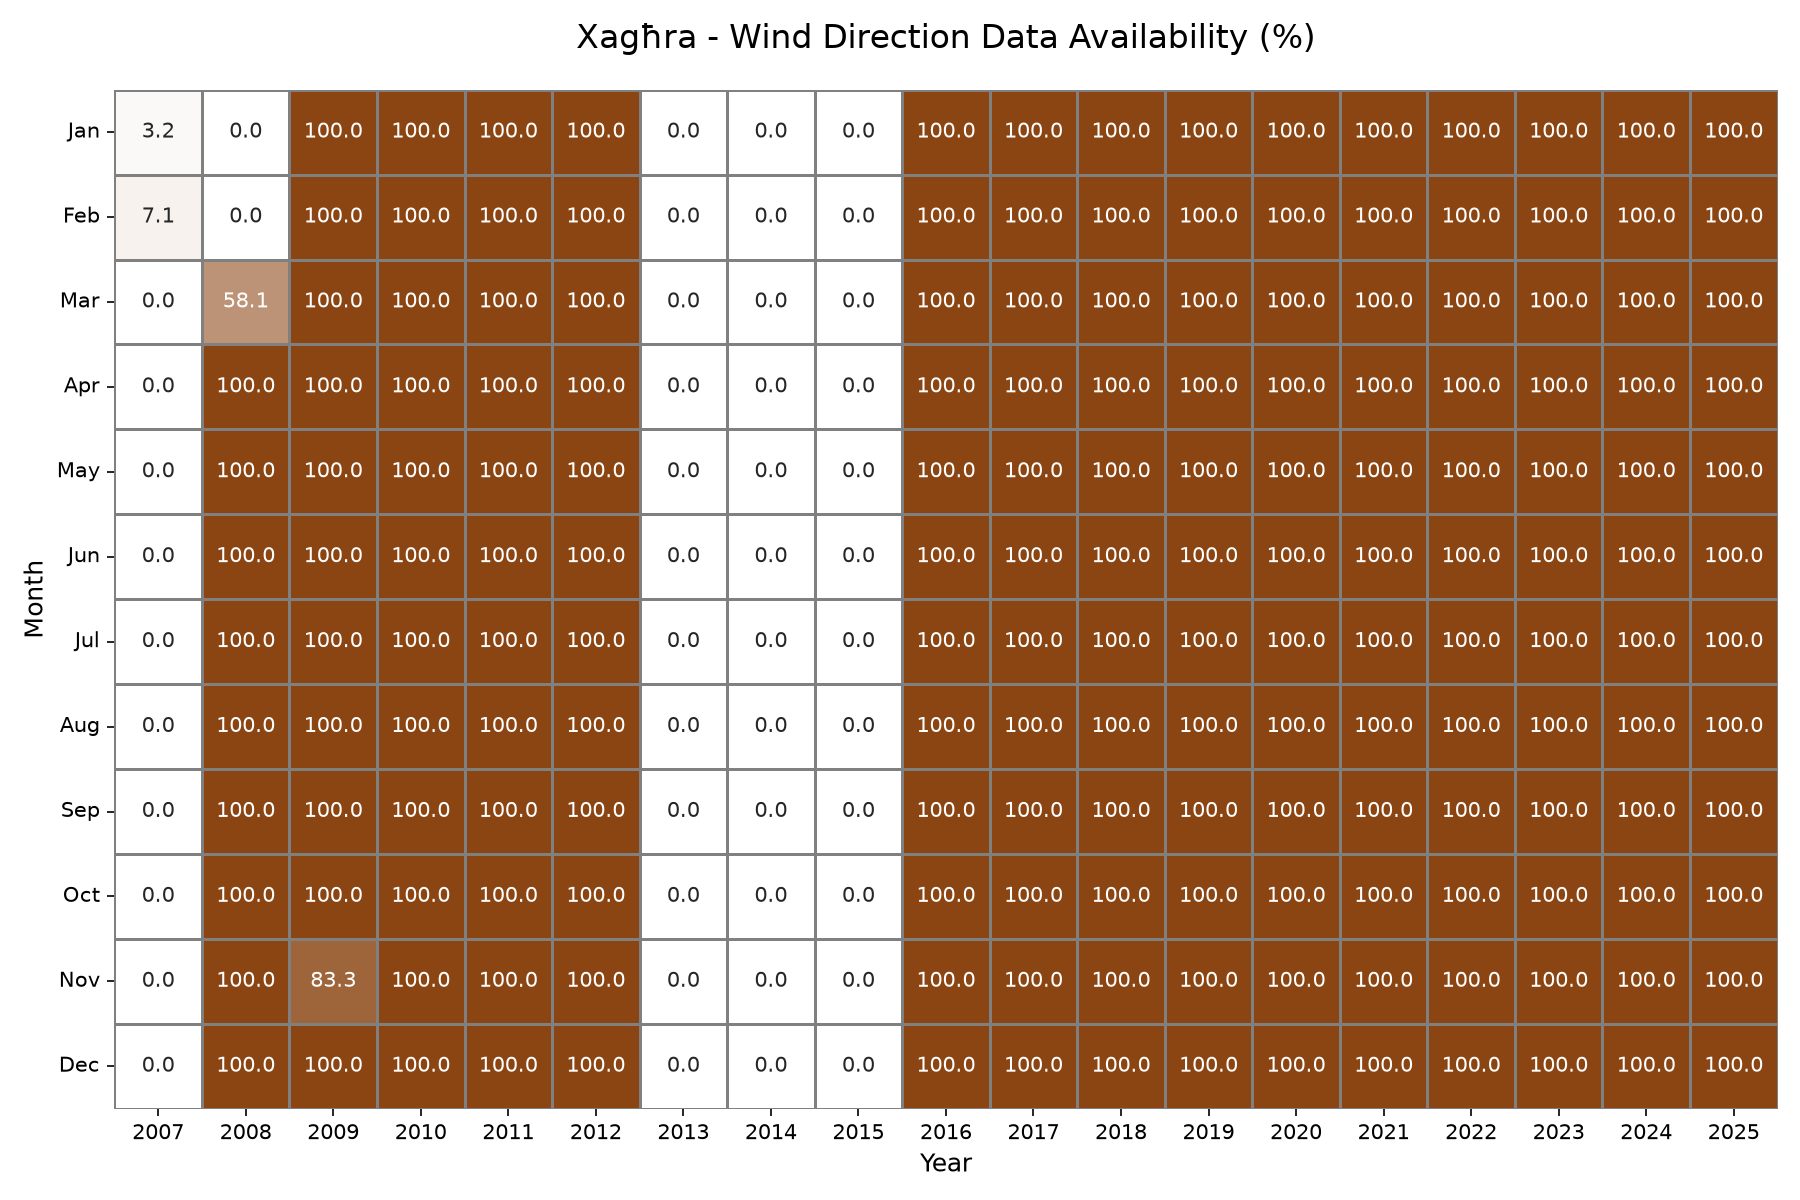 Xagħra - Wind Direction Data Availability (%)
Jan 3.2 0.0 100.0 100.0 100.0 100.0 0.0 0.0 0.0 100.0 100.0 100.0 100.0 100.0 100.0 100.0 100.0 100.0 100.0
Feb 7.1 0.0 100.0 100.0 100.0 100.0 0.0 0.0 0.0 100.0 100.0 100.0 100.0 100.0 100.0 100.0 100.0 100.0 100.0
Mar 0.0 58.1 100.0 100.0 100.0 100.0 0.0 0.0 0.0 100.0 100.0 100.0 100.0 100.0 100.0 100.0 100.0 100.0 100.0
Apr 0.0 100.0 100.0 100.0 100.0 100.0 0.0 0.0 0.0 100.0 100.0 100.0 100.0 100.0 100.0 100.0 100.0 100.0 100.0
May 0.0 100.0 100.0 100.0 100.0 100.0 0.0 0.0 0.0 100.0 100.0 100.0 100.0 100.0 100.0 100.0 100.0 100.0 100.0
Jun 0.0 100.0 100.0 100.0 100.0 100.0 0.0 0.0 0.0 100.0 100.0 100.0 100.0 100.0 100.0 100.0 100.0 100.0 100.0
Jul 0.0 100.0 100.0 100.0 100.0 100.0 0.0 0.0 0.0 100.0 100.0 100.0 100.0 100.0 100.0 100.0 100.0 100.0 100.0
Aug 0.0 100.0 100.0 100.0 100.0 100.0 0.0 0.0 0.0 100.0 100.0 100.0 100.0 100.0 100.0 100.0 100.0 100.0 100.0
Sep 0.0 100.0 100.0 100.0 100.0 100.0 0.0 0.0 0.0 100.0 100.0 100.0 100.0 100.0 100.0 100.0 100.0 100.0 100.0
Oct 0.0 100.0 100.0 100.0 100.0 100.0 0.0 0.0 0.0 100.0 100.0 100.0 100.0 100.0 100.0 100.0 100.0 100.0 100.0
Nov 0.0 100.0 83.3 100.0 100.0 100.0 0.0 0.0 0.0 100.0 100.0 100.0 100.0 100.0 100.0 100.0 100.0 100.0 100.0
Dec 0.0 100.0 100.0 100.0 100.0 100.0 0.0 0.0 0.0 100.0 100.0 100.0 100.0 100.0 100.0 100.0 100.0 100.0 100.0
2007 2008 2009 2010 2011 2012 2013 2014 2015 2016 2017 2018 2019 2020 2021 2022 2023 2024 2025
Year
Month